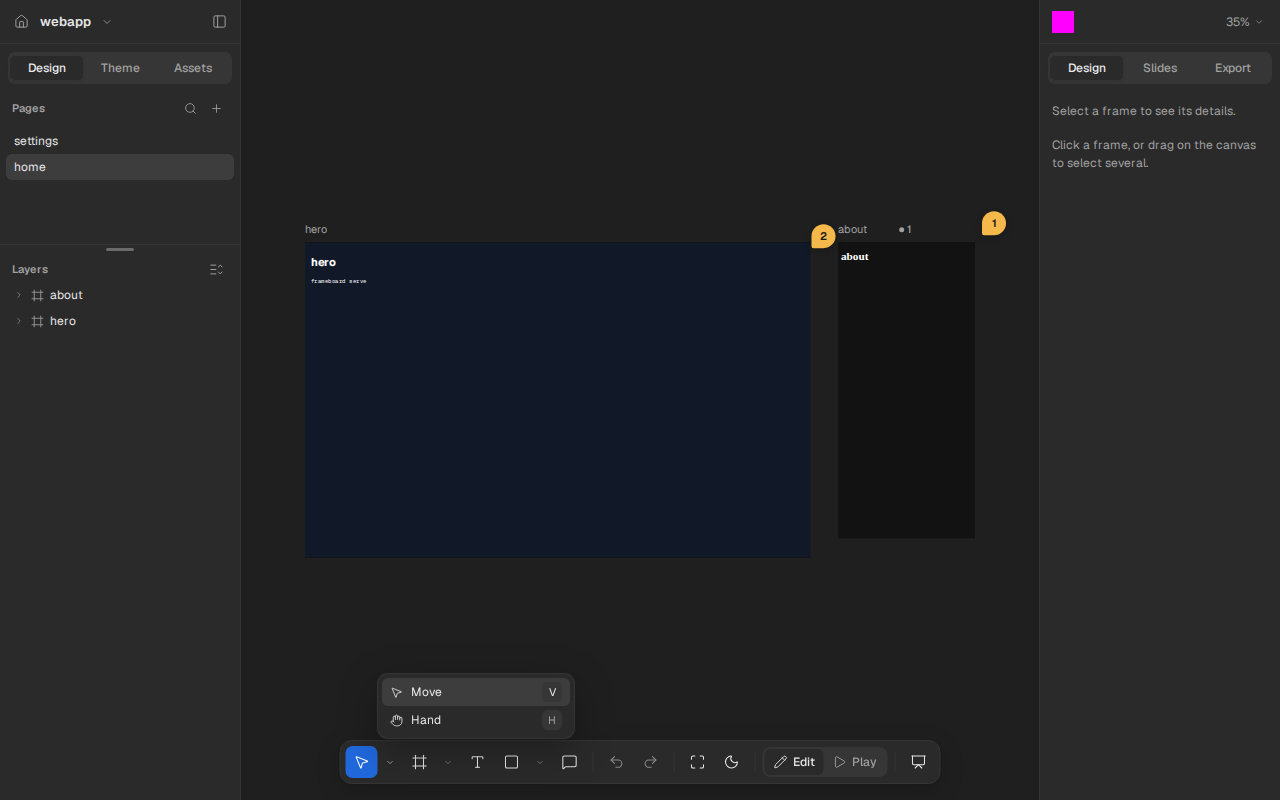 webapp
Design Theme Assets
Pages
settings
home
Layers
about
hero
hero
2
about 1
1
hero
frameboard serve
about
Move V
Hand H
Edit Play
35%
Design Slides Export
Select a frame to see its details.
Click a frame, or drag on the canvas
to select several.